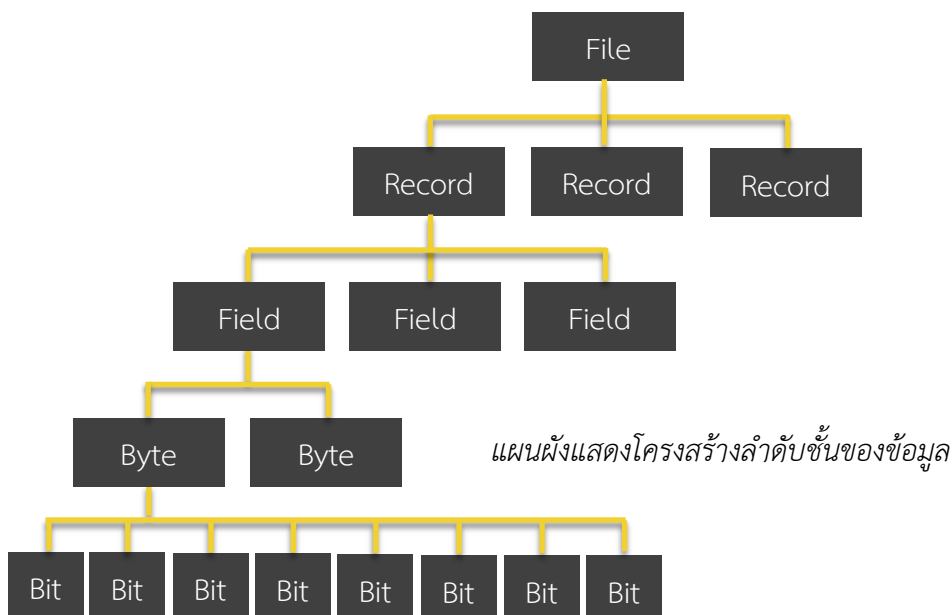 File
Record Record Record
Field Field Field
Byte Byte
แผนผังแสดงโครงสร้างลำดับชั้นของข้อมูล
Bit Bit Bit Bit Bit Bit Bit Bit